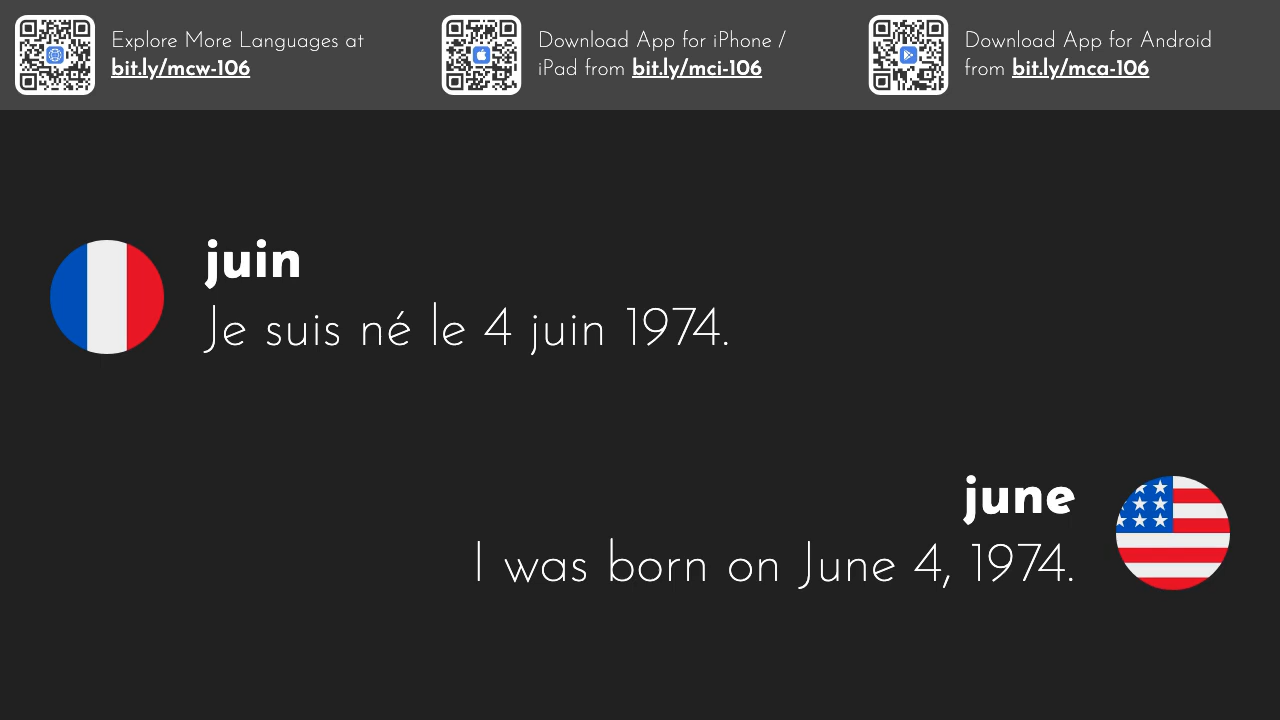 Explore More Languages at
bit.ly/mcw-106
Download App for iPhone /
iPad from bit.ly/mci-106
Download App for Android
from bit.ly/mca-106
juin
Je suis né le 4 juin 1974.
june
I was born on June 4, 1974.